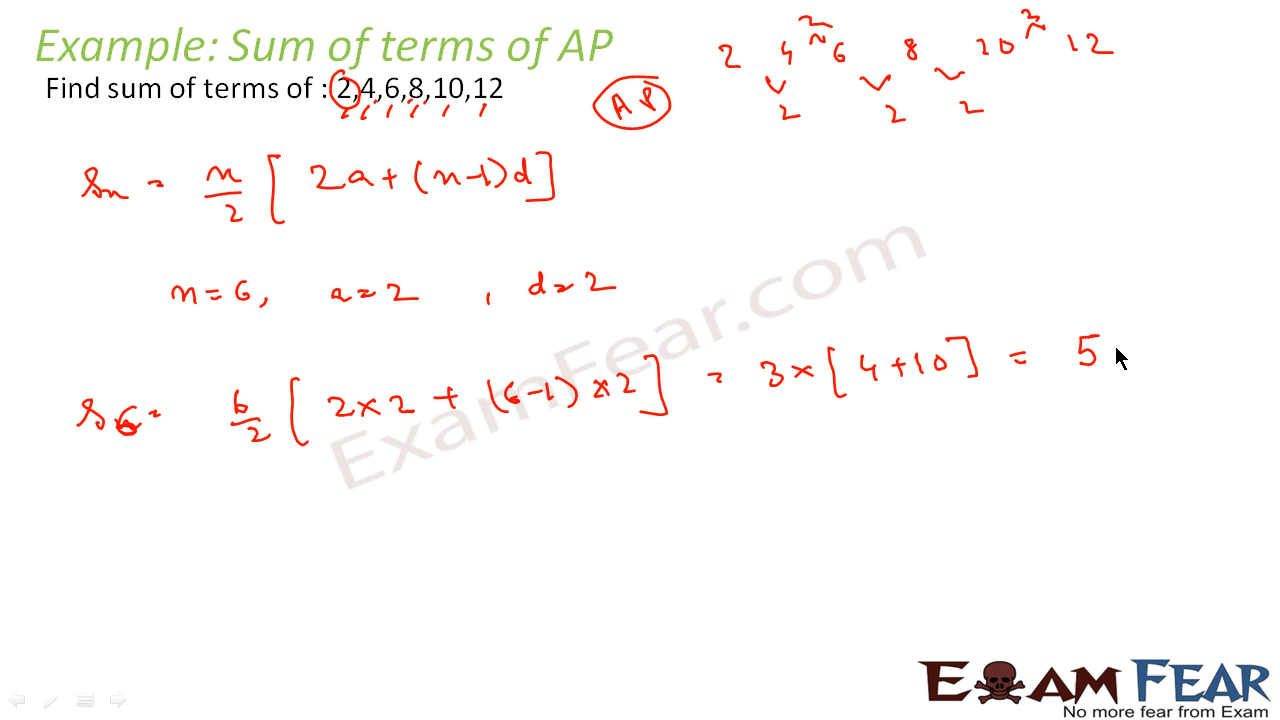 Example: Sum of terms of AP
2 4 6 8 10 12
2 2
2 2 2
Find sum of terms of : 2,4,6,8,10,12
AP
Sn = n/2 [ 2a + (n-1) d ]
n = 6, a = 2 , d = 2
S6 = 6/2 [ 2 × 2 + (6-1) × 2 ] = 3 × [ 4 + 10 ] = 5
ExamFear.com
EXAM FEAR
No more fear from Exam